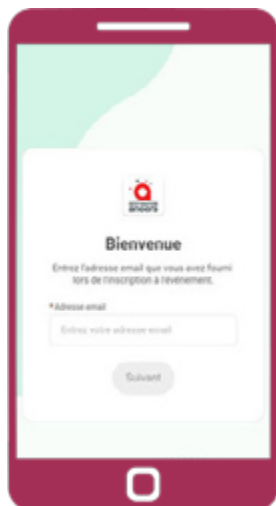 Bienvenue
Entrez l'adresse email que vous avez fourni
lors de l'inscription à l'événement.
*Adresse email
Entrez votre adresse email
Suivant